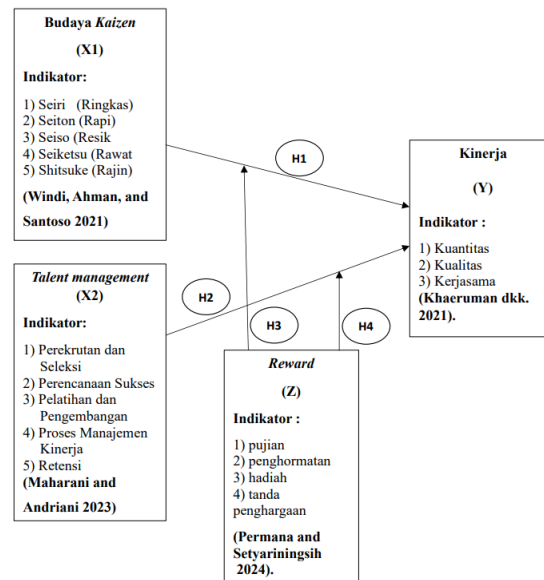 Budaya Kaizen
(X1)
Indikator:
1) Seiri (Ringkas)
2) Seiton (Rapi)
3) Seiso (Resik
4) Seiketsu (Rawat
5) Shitsuke (Rajin)
(Windi, Ahman, and
Santoso 2021)
H1
Kinerja
(Y)
Indikator :
1) Kuantitas
2) Kualitas
3) Kerjasama
(Khaeruman dkk.
2021).
Talent management
(X2)
Indikator:
1) Perekrutan dan
Seleksi
2) Perencanaan Sukses
3) Pelatihan dan
Pengembangan
4) Proses Manajemen
Kinerja
5) Retensi
(Maharani and
Andriani 2023)
H2
H3
H4
Reward
(Z)
Indikator :
1) pujian
2) penghormatan
3) hadiah
4) tanda
penghargaan
(Permana and
Setyariningsih
2024).